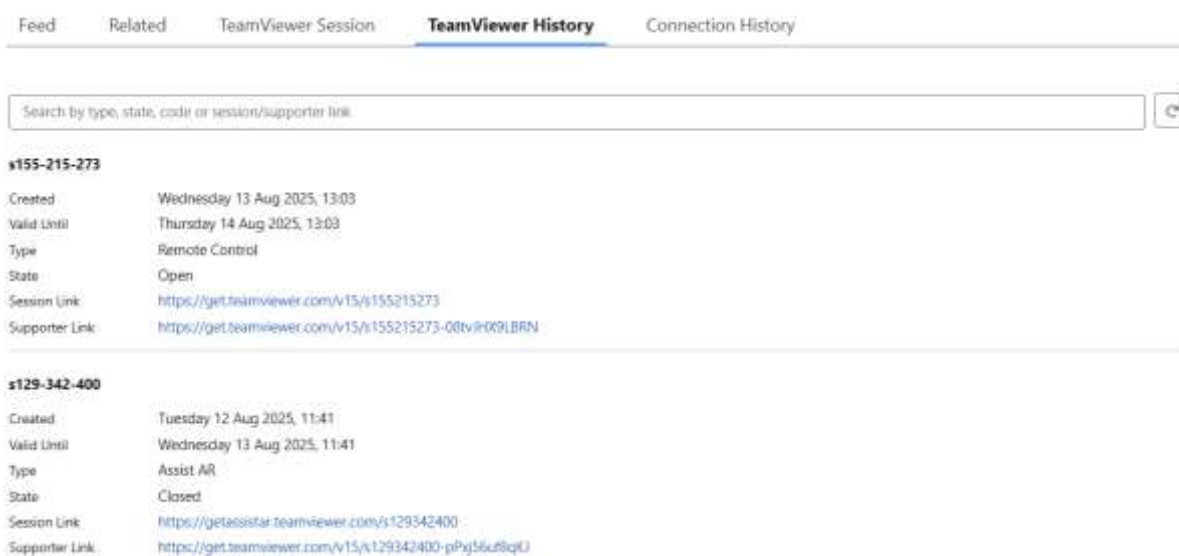 Feed Related TeamViewer Session TeamViewer History Connection History
Search by type, state, code or session/supporter link
s155-215-273
Created Wednesday 13 Aug 2025, 13:03
Valid Until Thursday 14 Aug 2025, 13:03
Type Remote Control
State Open
Session Link https://get.teamviewer.com/v15/s155215273
Supporter Link
s129-342-400
Created Tuesday 12 Aug 2025, 11:41
Valid Until Wednesday 13 Aug 2025, 11:41
Type Assist AR
State Closed
Session Link https://getassistar.teamviewer.com/s129342400
Supporter Link